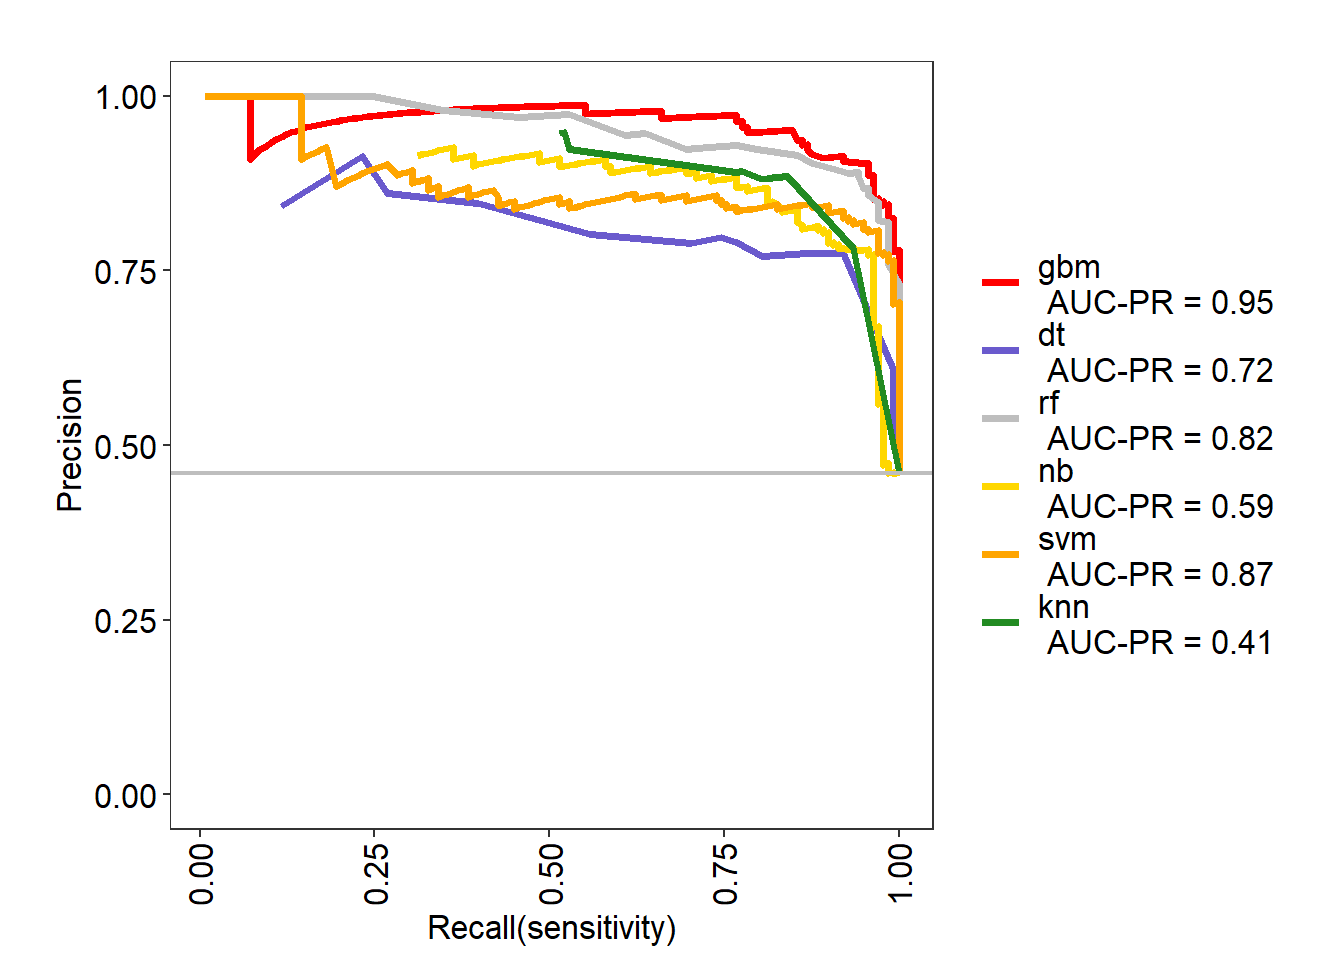 1.00
0.75
0.50
0.25
0.00
Precision
0.00
0.25
0.50
0.75
1.00
Recall(sensitivity)
gbm
AUC-PR = 0.95
dt
AUC-PR = 0.72
rf
AUC-PR = 0.82
nb
AUC-PR = 0.59
svm
AUC-PR = 0.87
knn
AUC-PR = 0.41